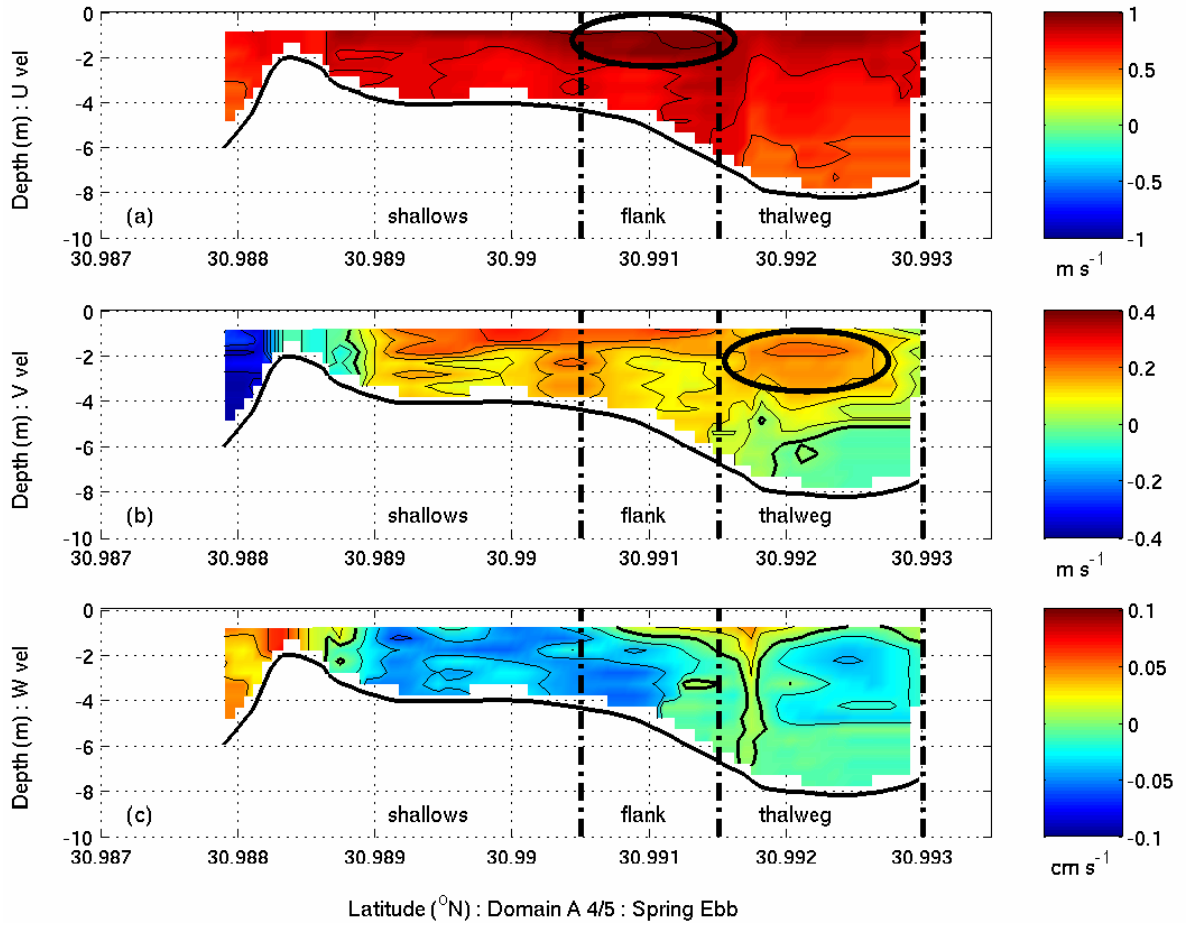 0
-2
-4
-6
-8
-10
Depth (m) : U vel
(a)
shallows
flank
thalweg
30.987
30.988
30.989
30.99
30.991
30.992
30.993
1
0.5
0
-0.5
-1
m s-1
0
-2
-4
-6
-8
-10
Depth (m) : V vel
(b)
shallows
flank
thalweg
30.987
30.988
30.989
30.99
30.991
30.992
30.993
0.4
0.2
0
-0.2
-0.4
m s-1
0
-2
-4
-6
-8
-10
Depth (m) : W vel
(c)
shallows
flank
thalweg
30.987
30.988
30.989
30.99
30.991
30.992
30.993
0.1
0.05
0
-0.05
-0.1
cm s-1
Latitude (ON) : Domain A 4/5 : Spring Ebb